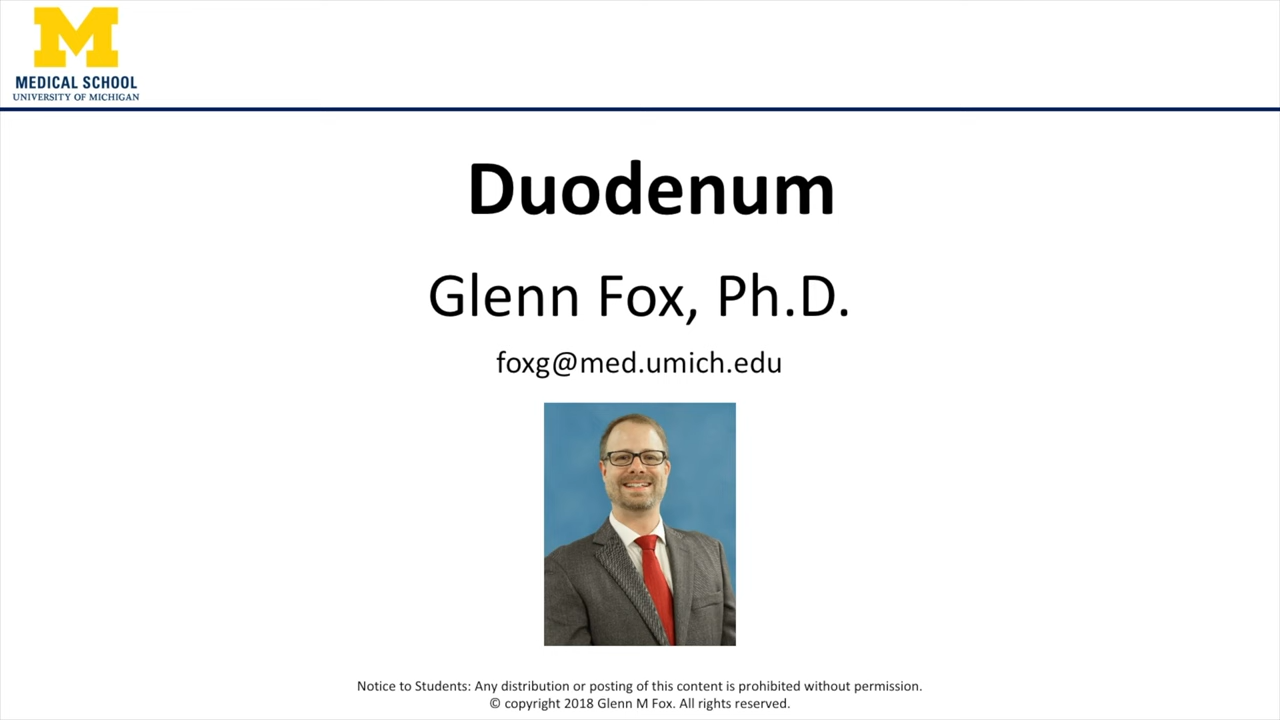 M
MEDICAL SCHOOL
UNIVERSITY OF MICHIGAN
Duodenum
Glenn Fox, Ph.D.
foxg@med.umich.edu
Notice to Students: Any distribution or posting of this content is prohibited without permission.
© copyright 2018 Glenn M Fox. All rights reserved.